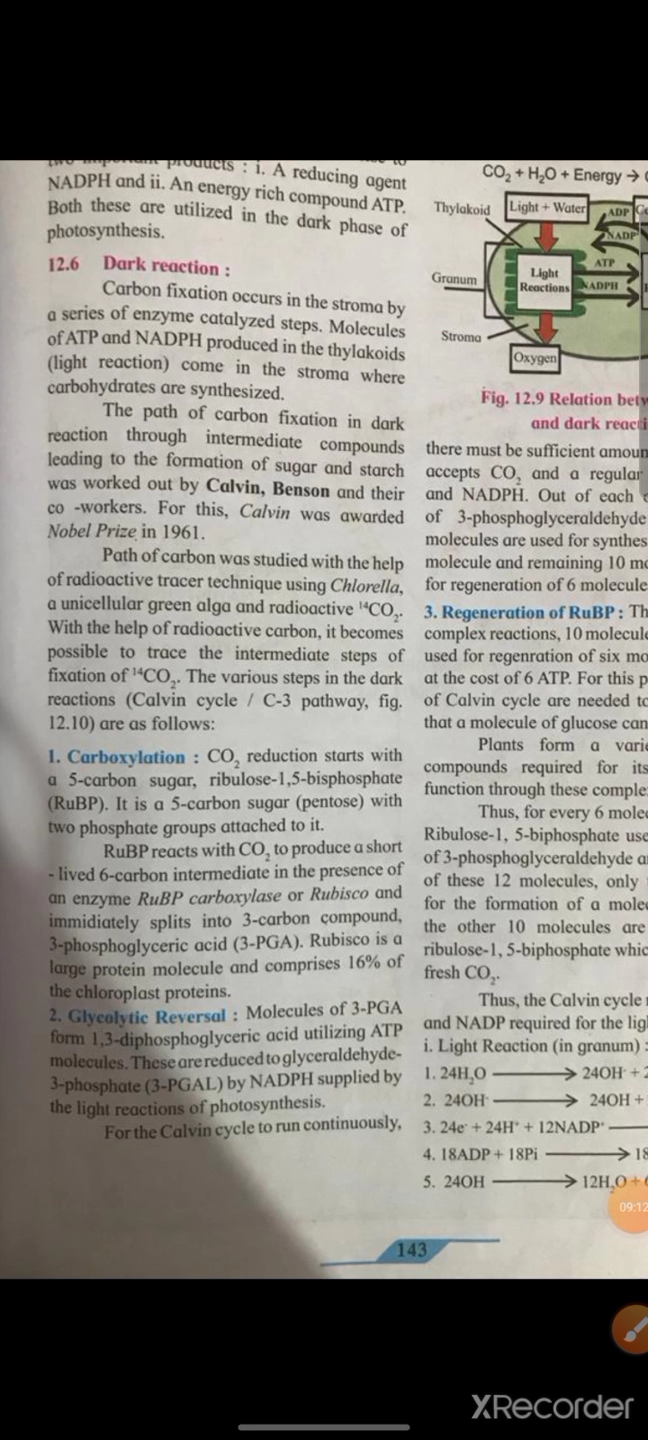 two important products : i. A reducing agent
NADPH and ii. An energy rich compound ATP.
Both these are utilized in the dark phase of
photosynthesis.
12.6 Dark reaction :
Carbon fixation occurs in the stroma by
a series of enzyme catalyzed steps. Molecules
of ATP and NADPH produced in the thylakoids
(light reaction) come in the stroma where
carbohydrates are synthesized.
The path of carbon fixation in dark
reaction through intermediate compounds
leading to the formation of sugar and starch
was worked out by Calvin, Benson and their
co -workers. For this, Calvin was awarded
Nobel Prize in 1961.
Path of carbon was studied with the help
of radioactive tracer technique using Chlorella,
a unicellular green alga and radioactive ¹⁴CO₂.
With the help of radioactive carbon, it becomes
possible to trace the intermediate steps of
fixation of ¹⁴CO₂. The various steps in the dark
reactions (Calvin cycle / C-3 pathway, fig.
12.10) are as follows:
1. Carboxylation : CO₂ reduction starts with
a 5-carbon sugar, ribulose-1,5-bisphosphate
(RuBP). It is a 5-carbon sugar (pentose) with
two phosphate groups attached to it.
RuBP reacts with CO₂ to produce a short
- lived 6-carbon intermediate in the presence of
an enzyme RuBP carboxylase or Rubisco and
immidiately splits into 3-carbon compound,
3-phosphoglyceric acid (3-PGA). Rubisco is a
large protein molecule and comprises 16% of
the chloroplast proteins.
2. Glycolytic Reversal : Molecules of 3-PGA
form 1,3-diphosphoglyceric acid utilizing ATP
molecules. These are reduced to glyceraldehyde-
3-phosphate (3-PGAL) by NADPH supplied by
the light reactions of photosynthesis.
For the Calvin cycle to run continuously,
CO₂ + H₂O + Energy →
Thylakoid
Light + Water
ADP
NADP
Granum
Light
Reactions
ATP
NADPH
Stroma
Oxygen
Fig. 12.9 Relation
and dark
there must be sufficient
accepts CO₂ and a regular
and NADPH. Out of each
of 3-phosphoglyceraldehyde
molecules are used for
molecule and remaining 10
for regeneration of 6
3. Regeneration of RuBP :
complex reactions, 10
used for regenration of six
at the cost of 6 ATP. For this
of Calvin cycle are needed
that a molecule of glucose can
Plants form a
compounds required for its
function through these
Thus, for every 6
Ribulose-1, 5-biphosphate
of 3-phosphoglyceraldehyde
of these 12 molecules, only
for the formation of a
the other 10 molecules are
ribulose-1, 5-biphosphate
fresh CO₂.
Thus, the Calvin cycle
and NADP required for the
i. Light Reaction (in granum) :
1. 24H₂O → 24OH⁻ +
2. 24OH⁻ → 24OH +
3. 24e⁻ + 24H⁺ + 12NADP⁺
4. 18ADP + 18Pi → 18
5. 24OH → 12H₂O +
143
09:12
XRecorder